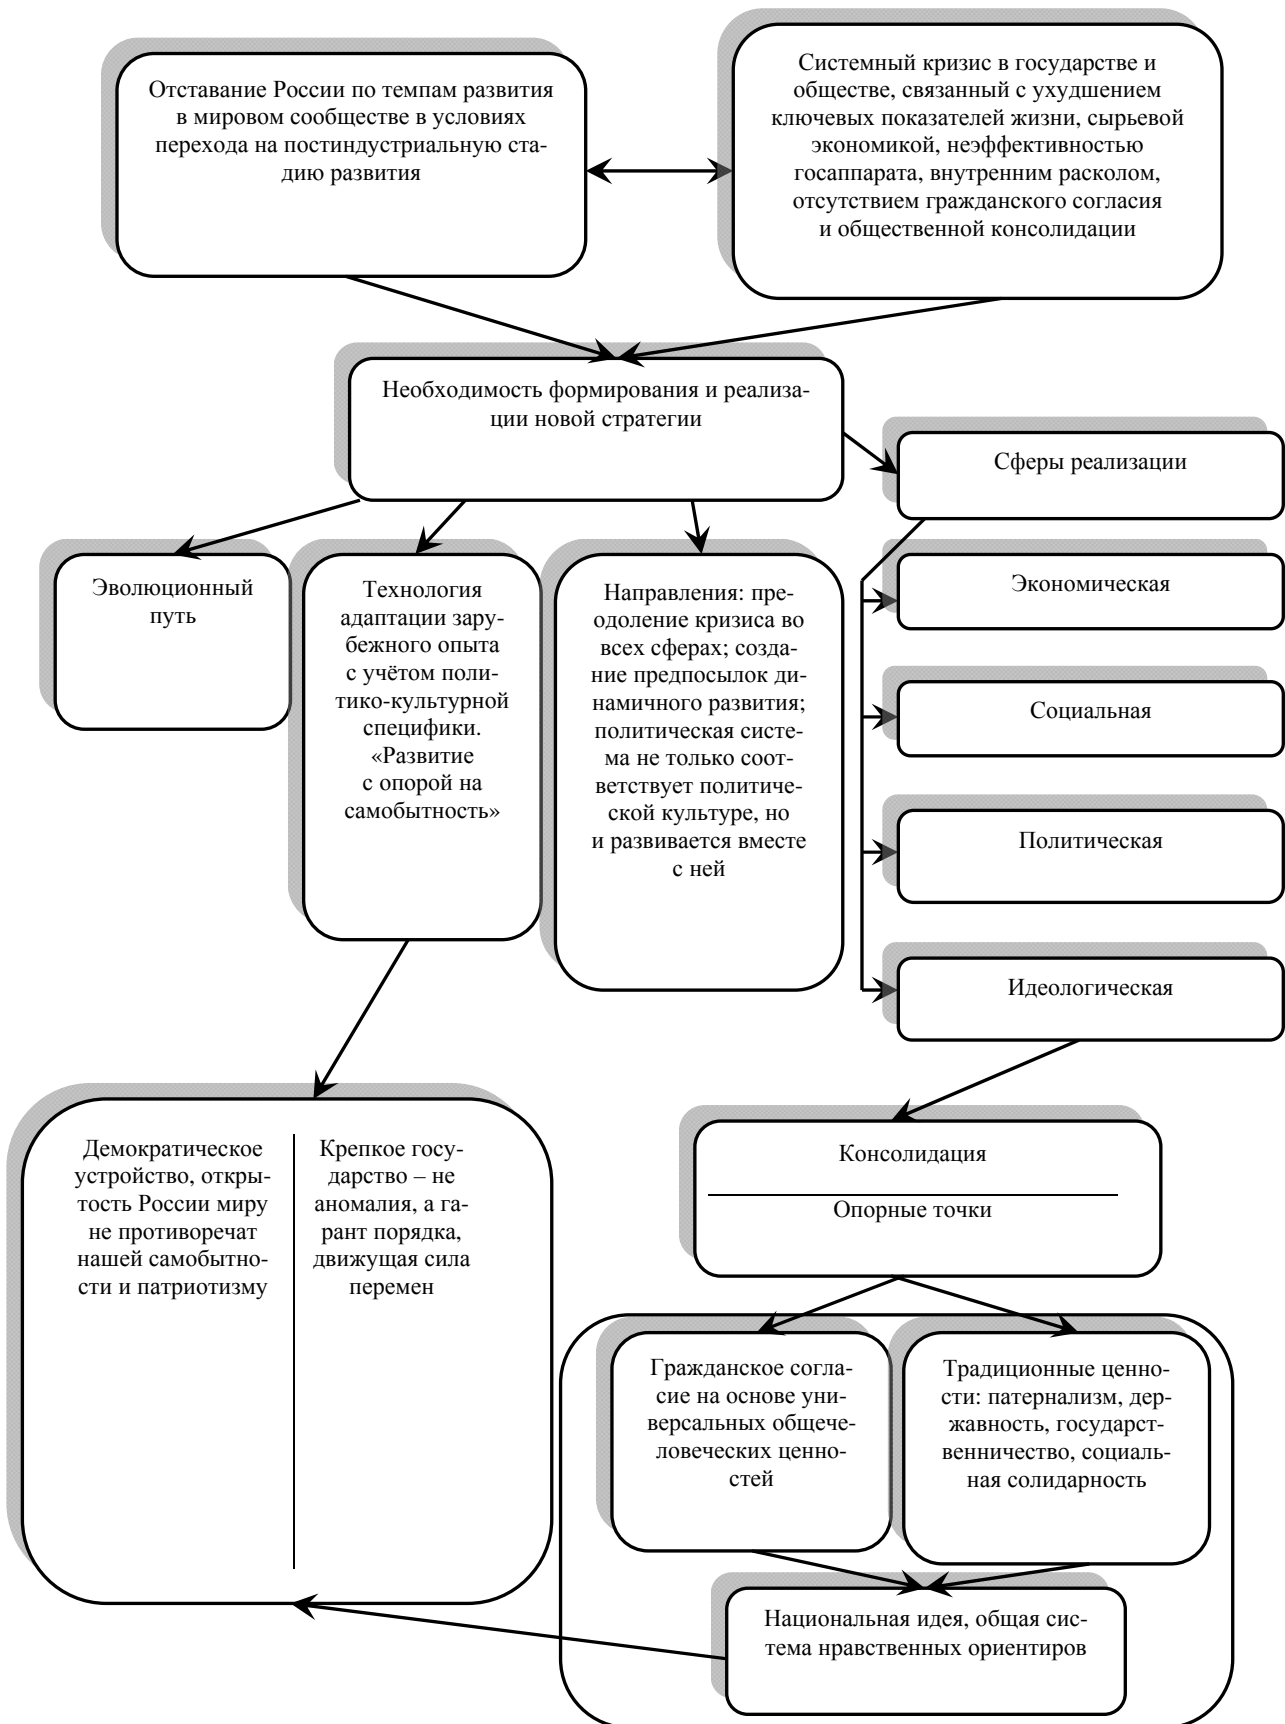 Отставание России по темпам развития
в мировом сообществе в условиях
перехода на постиндустриальную ста-
дию развития
Системный кризис в государстве и
обществе, связанный с ухудшением
ключевых показателей жизни, сырьевой
экономикой, неэффективностью
госаппарата, внутренним расколом,
отсутствием гражданского согласия
и общественной консолидации
Необходимость формирования и реализа-
ции новой стратегии
Сферы реализации
Эволюционный
путь
Технология
адаптации зару-
бежного опыта
с учётом поли-
тико-культурной
специфики.
«Развитие
с опорой на
самобытность»
Направления: пре-
одоление кризиса во
всех сферах; созда-
ние предпосылок ди-
намичного развития;
политическая систе-
ма не только соот-
ветствует политиче-
ской культуре, но
и развивается вместе
с ней
Экономическая
Социальная
Политическая
Идеологическая
Демократическое
устройство, откры-
тость России миру
не противоречат
нашей самобытно-
сти и патриотизму
Крепкое госу-
дарство – не
аномалия, а га-
рант порядка,
движущая сила
перемен
Консолидация
Опорные точки
Гражданское согла-
сие на основе уни-
версальных общече-
ловеческих ценно-
стей
Традиционные ценно-
сти: патернализм, дер-
жавность, государст-
венничество, социаль-
ная солидарность
Национальная идея, общая сис-
тема нравственных ориентиров